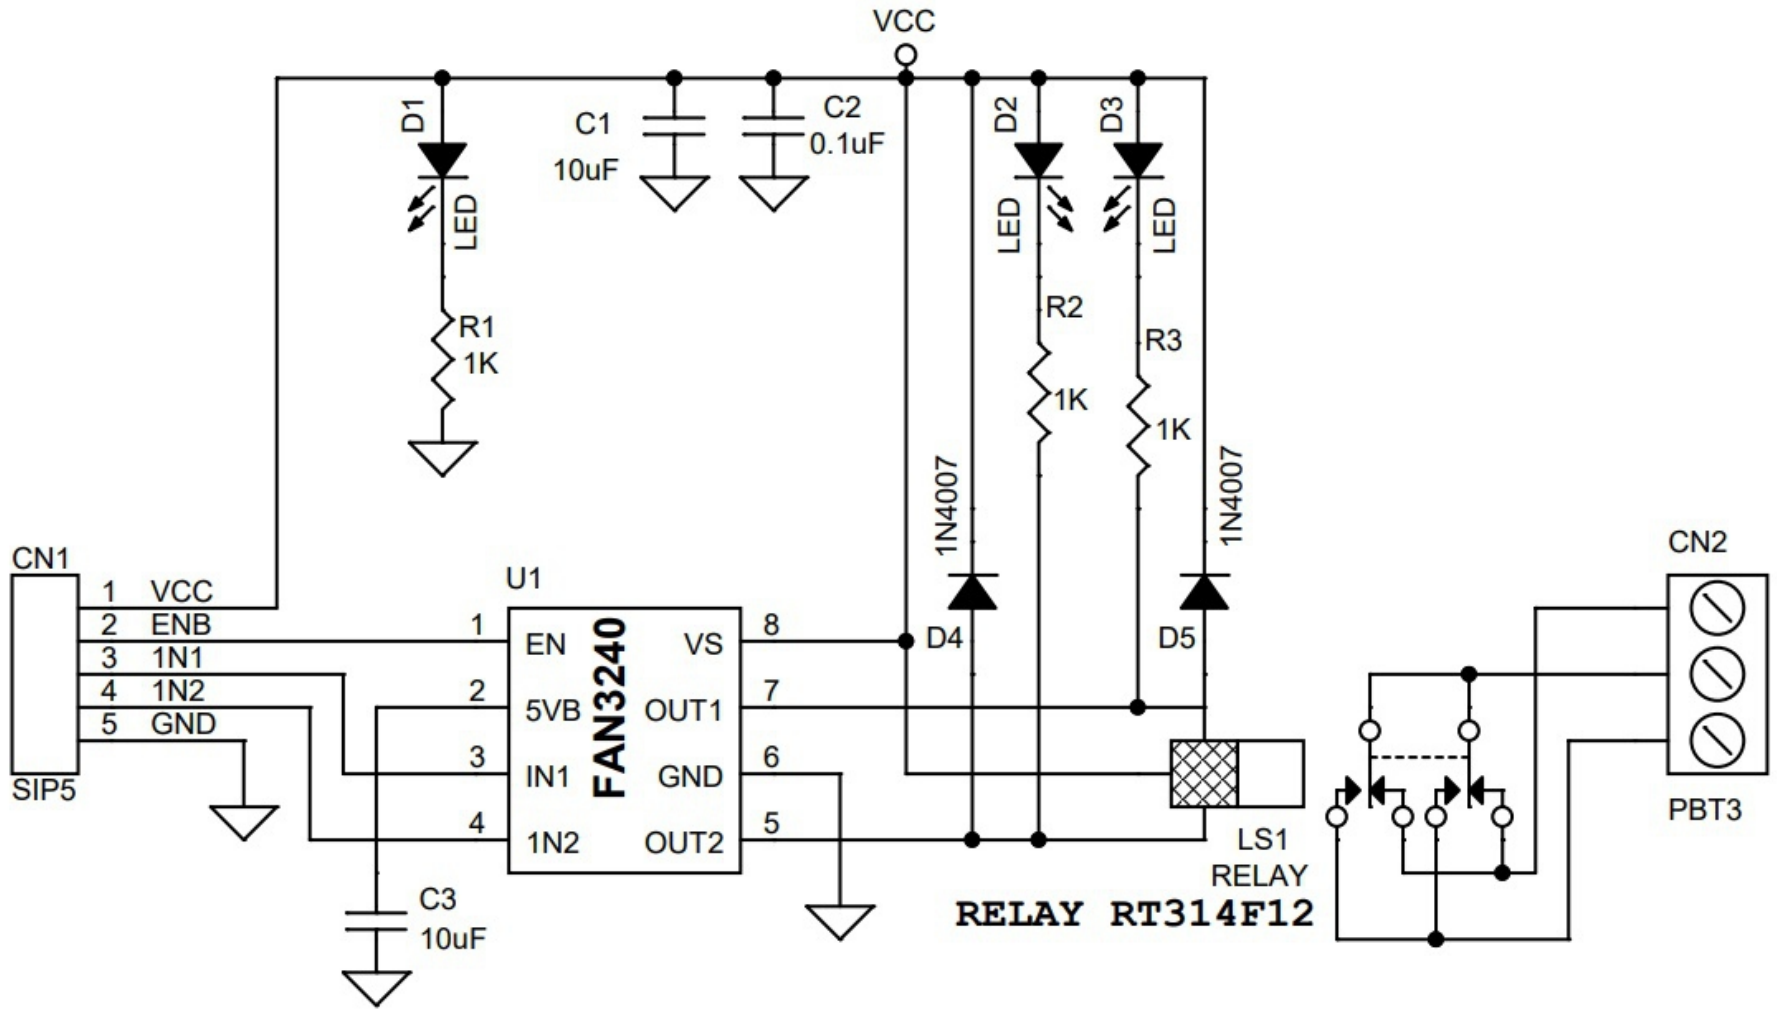 VCC
D1
LED
R1
1K
C1
10uF
C2
0.1uF
D2
LED
R2
1K
D3
LED
R3
1K
1N4007
D4
1N4007
D5
CN1
1 VCC
2 ENB
3 1N1
4 1N2
5 GND
SIP5
U1
FAN3240
1 EN
2 5VB
3 IN1
4 1N2
VS 8
OUT1 7
GND 6
OUT2 5
C3
10uF
LS1
RELAY
RELAY RT314F12
CN2
PBT3